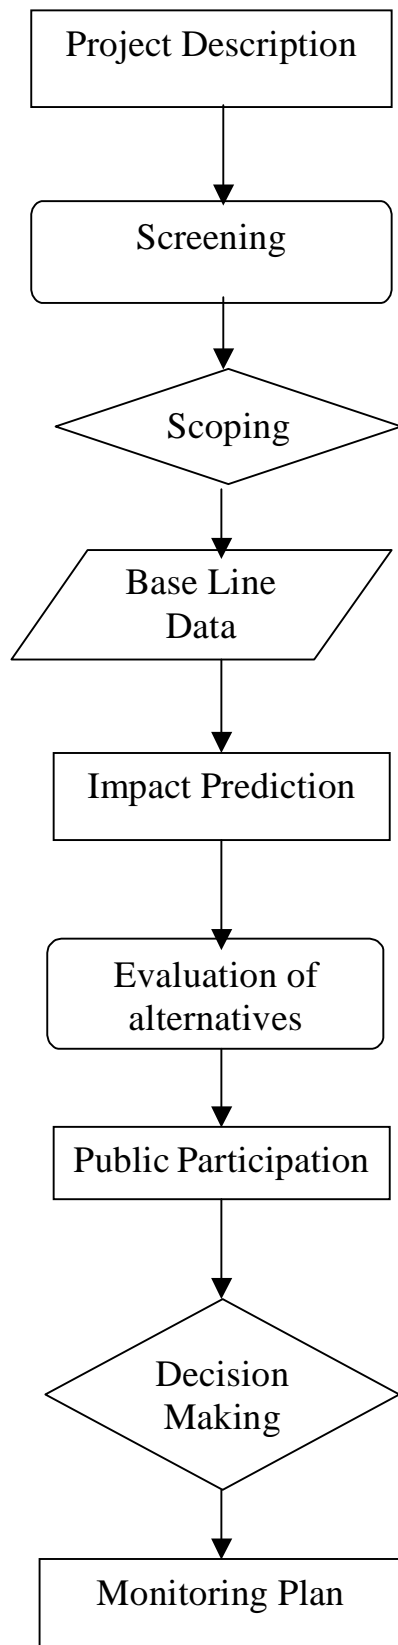 Project Description
Screening
Scoping
Base Line
Data
Impact Prediction
Evaluation of
alternatives
Public Participation
Decision
Making
Monitoring Plan